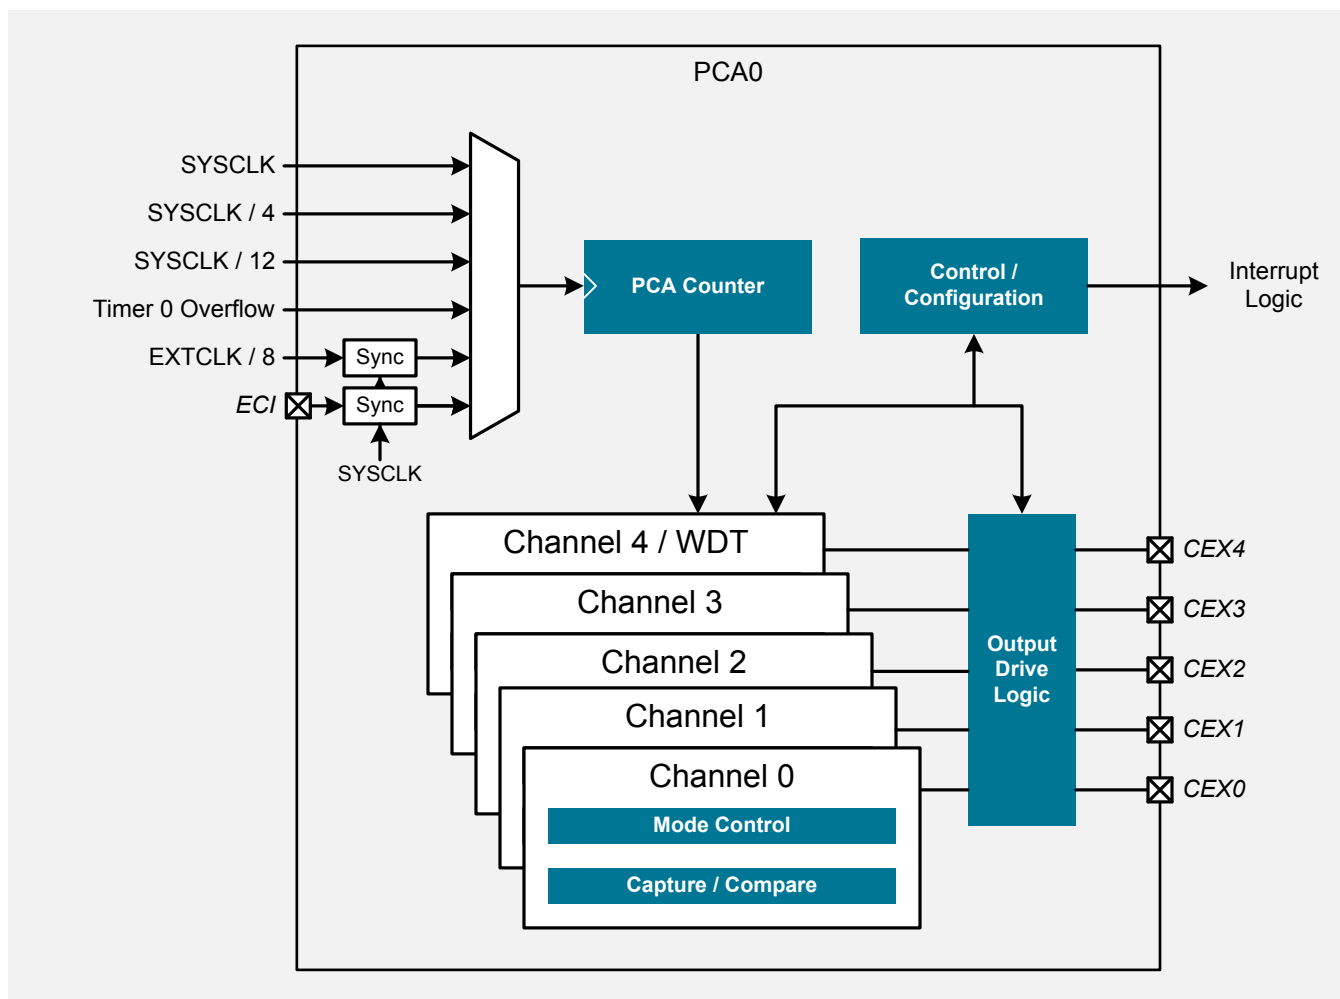 PCA0
SYSCLK
SYSCLK / 4
SYSCLK / 12
Timer 0 Overflow
EXTCLK / 8
ECI
Sync
Sync
SYSCLK
PCA Counter
Control /
Configuration
Interrupt
Logic
Channel 4 / WDT
Channel 3
Channel 2
Channel 1
Channel 0
Mode Control
Capture / Compare
Output
Drive
Logic
CEX4
CEX3
CEX2
CEX1
CEX0